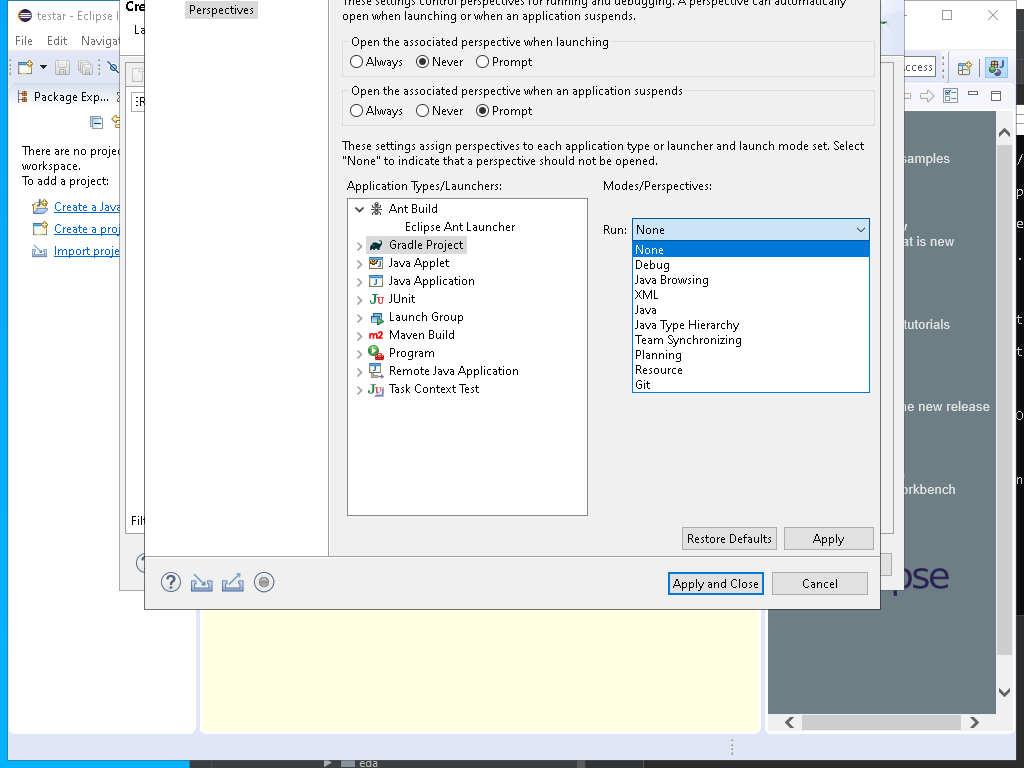 testar - Eclipse
File Edit Navigat
Package Exp...
There are no proje
workspace.
To add a project:
Create a Java
Create a proj
Import proje
Cre
La
Filt
Perspectives
These settings control perspectives for running and debugging. A perspective can automatically
open when launching or when an application suspends.
Open the associated perspective when launching
Always Never Prompt
Open the associated perspective when an application suspends
Always Never Prompt
These settings assign perspectives to each application type or launcher and launch mode set. Select
"None" to indicate that a perspective should not be opened.
Application Types/Launchers:
Ant Build
Eclipse Ant Launcher
Gradle Project
Java Applet
Java Application
JUnit
Launch Group
Maven Build
Program
Remote Java Application
Task Context Test
Modes/Perspectives:
Run: None
None
Debug
Java Browsing
XML
Java
Java Type Hierarchy
Team Synchronizing
Planning
Resource
Git
Restore Defaults Apply
Apply and Close Cancel
ccess
samples
at is new
tutorials
he new release
orkbench
pse
eda